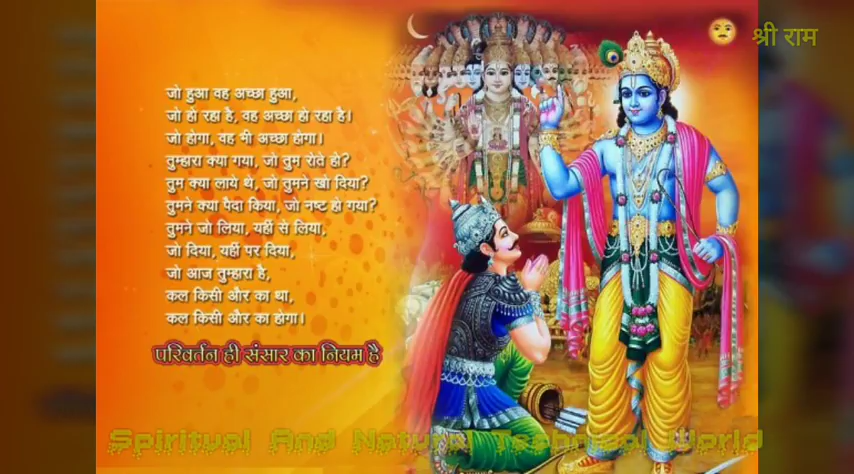 श्री राम
जो हुआ वह अच्छा हुआ,
जो हो रहा है, वह अच्छा हो रहा है।
जो होगा, वह भी अच्छा होगा।
तुम्हारा क्या गया, जो तुम रोते हो?
तुम क्या लाये थे, जो तुमने खो दिया?
तुमने क्या पैदा किया, जो नष्ट हो गया?
तुमने जो लिया, यहीं से लिया,
जो दिया, यहीं पर दिया,
जो आज तुम्हारा है,
कल किसी और का था,
कल किसी और का होगा।
परिवर्तन ही संसार का नियम है
Spiritual And Natural Technical World